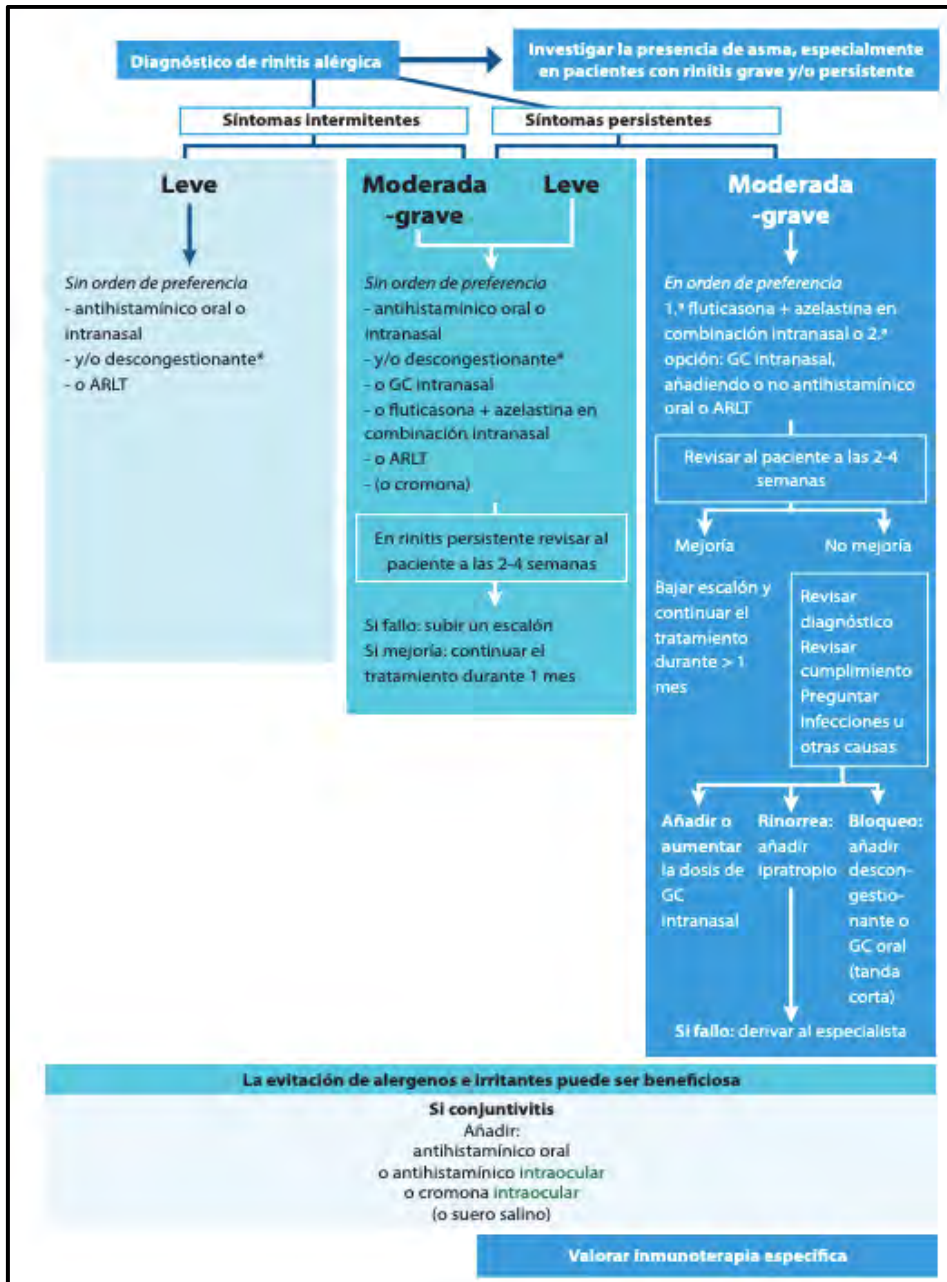 Diagnóstico de rinitis alérgica
Investigar la presencia de asma, especialmente
en pacientes con rinitis grave y/o persistente
Síntomas intermitentes
Síntomas persistentes
Leve
Sin orden de preferencia
- antihistamínico oral o
intranasal
- y/o descongestionante*
- o ARLT
Moderada
-grave
Leve
Sin orden de preferencia
- antihistamínico oral o
intranasal
- y/o descongestionante*
- o GC intranasal
- o fluticasona + azelastina en
combinación intranasal
- o ARLT
- (o cromona)
En rinitis persistente revisar al
paciente a las 2-4 semanas
Si fallo: subir un escalón
Si mejoría: continuar el
tratamiento durante 1 mes
Moderada
-grave
En orden de preferencia
1.ª fluticasona + azelastina en
combinación intranasal o 2.ª
opción: GC intranasal,
añadiendo o no antihistamínico
oral o ARLT
Revisar al paciente a las 2-4
semanas
Mejoría
No mejoría
Bajar escalón y
continuar el
tratamiento
durante > 1
mes
Revisar
diagnóstico
Revisar
cumplimiento
Preguntar
infecciones u
otras causas
Añadir o
aumentar
la dosis de
GC
intranasal
Rinorrea:
añadir
ipratropio
Bloqueo:
añadir
descon-
gestio-
nante o
GC oral
(tanda
corta)
Si fallo: derivar al especialista
La evitación de alergenos e irritantes puede ser beneficiosa
Si conjuntivitis
Añadir:
antihistamínico oral
o antihistamínico intraocular
o cromona intraocular
(o suero salino)
Valorar inmunoterapia específica